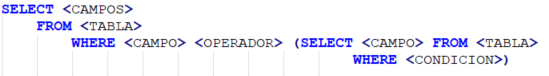 SELECT <CAMPOS>
FROM <TABLA>
WHERE <CAMPO> <OPERADOR> (SELECT <CAMPO> FROM <TABLA>
WHERE <CONDICION>)